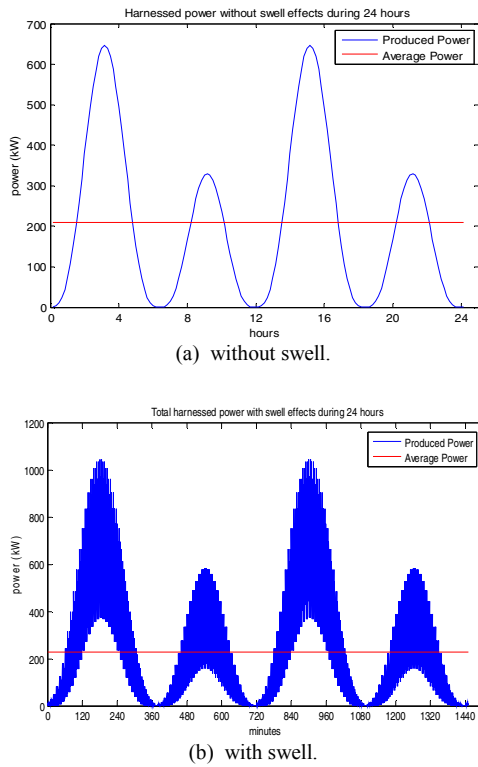 Harnessed power without swell effects during 24 hours
700
600
500
400
300
200
100
0
power (kW)
Produced Power
Average Power
0 4 8 12 16 20 24
hours
(a) without swell.
Total harnessed power with swell effects during 24 hours
1200
1000
800
600
400
200
0
power (kW)
Produced Power
Average Power
0 120 240 360 480 600 720 840 960 1080 1200 1320 1440
minutes
(b) with swell.